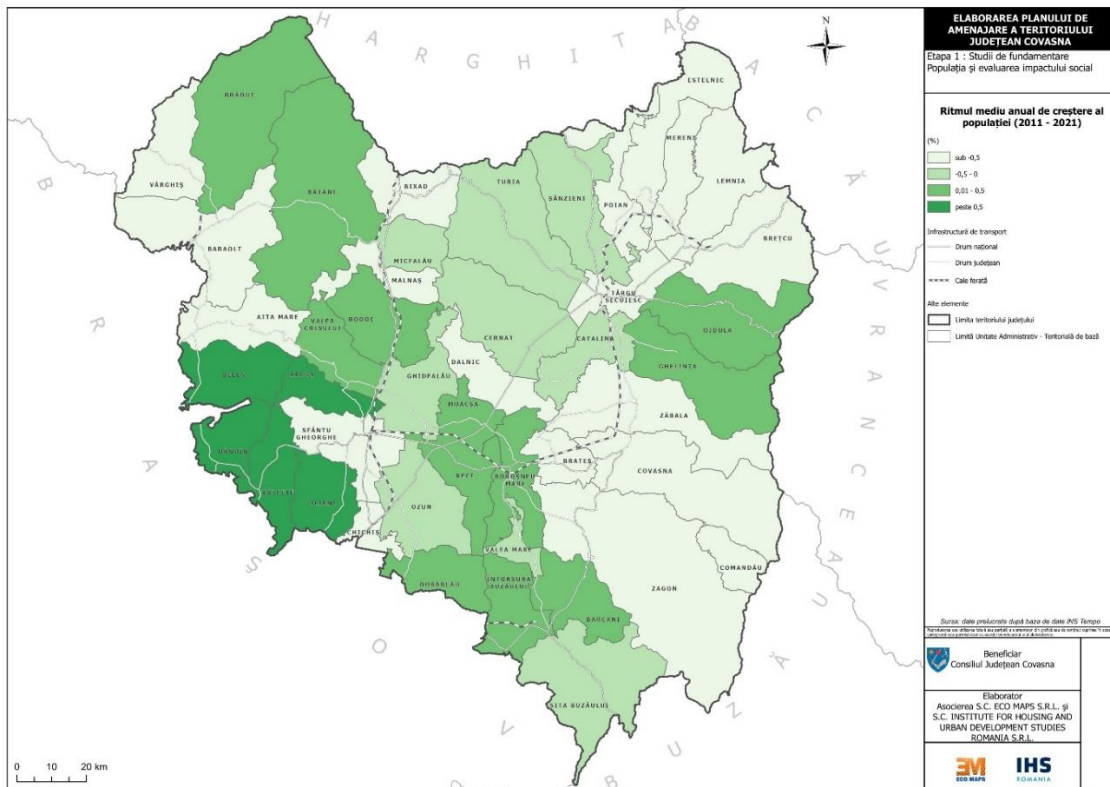 ELABORAREA PLANULUI DE
AMENAJARE A TERITORIULUI
JUDEȚEAN COVASNA
Etapa 1 : Studii de fundamentare
Populația și evaluarea impactului social
Ritmul mediu anual de creștere al
populației (2011 - 2021)
(%)
sub -0,5
-0,5 - 0
0,01 - 0,5
peste 0,5
Infrastructură de transport
Drum național
Drum județean
Cale ferată
Alte elemente
Limita teritoriului județului
Limită Unitate Administrativ - Teritorială de bază
Sursa: date prelucrate după baza de date INS Tempo
Beneficiar
Consiliul Județean Covasna
Elaborator
Asocierea S.C. ECO MAPS S.R.L. și
S.C. INSTITUTE FOR HOUSING AND
URBAN DEVELOPMENT STUDIES
ROMANIA S.R.L.
ECO MAPS
IHS
ROMANIA
N
HARGHITA
BACĂU
VRANCEA
BUZĂU
BRAȘOV
ESTELNIC
BRĂDUȚ
MERENI
VÂRGHIȘ
BĂȚANI
BIXAD
TURIA
SÂNZIENI
POIAN
LEMNIA
BREȚCU
BARAOLT
MICFALĂU
MALNAȘ
TÂRGU
SECUIESC
AITA MARE
VALEA
CRIȘULUI
BODOC
CERNAT
CATALINA
OJDULA
GHELINȚA
DALNIC
GHIDFALĂU
MOACȘA
ZĂBALA
SFÂNTU
GHEORGHE
BRATEȘ
COVASNA
RECI
BOROȘNEU
MARE
OZUN
CHICHIȘ
VALEA MARE
COMANDĂU
DOBÂRLĂU
ÎNTORSURA
BUZĂULUI
ZAGON
BARCANI
SITA BUZĂULUI
0 10 20 km